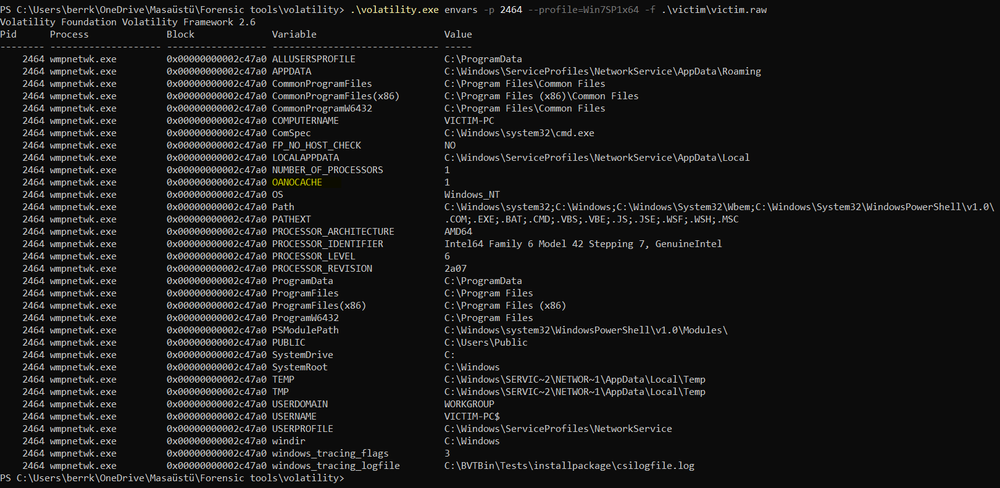 PS C:\Users\berrk\OneDrive\Masaüstü\Forensic tools\volatility> .\volatility.exe envars -p 2464 --profile=Win7SP1x64 -f .\victim\victim.raw
Volatility Foundation Volatility Framework 2.6
Pid Process Block Variable Value
-------- -------------------- ------------------ ------------------------------ -----
2464 wmpnetwk.exe 0x00000000002c47a0 ALLUSERSPROFILE C:\ProgramData
2464 wmpnetwk.exe 0x00000000002c47a0 APPDATA C:\Windows\ServiceProfiles\NetworkService\AppData\Roaming
2464 wmpnetwk.exe 0x00000000002c47a0 CommonProgramFiles C:\Program Files\Common Files
2464 wmpnetwk.exe 0x00000000002c47a0 CommonProgramFiles(x86) C:\Program Files (x86)\Common Files
2464 wmpnetwk.exe 0x00000000002c47a0 CommonProgramW6432 C:\Program Files\Common Files
2464 wmpnetwk.exe 0x00000000002c47a0 COMPUTERNAME VICTIM-PC
2464 wmpnetwk.exe 0x00000000002c47a0 ComSpec C:\Windows\system32\cmd.exe
2464 wmpnetwk.exe 0x00000000002c47a0 FP_NO_HOST_CHECK NO
2464 wmpnetwk.exe 0x00000000002c47a0 LOCALAPPDATA C:\Windows\ServiceProfiles\NetworkService\AppData\Local
2464 wmpnetwk.exe 0x00000000002c47a0 NUMBER_OF_PROCESSORS 1
2464 wmpnetwk.exe 0x00000000002c47a0 OANOCACHE 1
2464 wmpnetwk.exe 0x00000000002c47a0 OS Windows_NT
2464 wmpnetwk.exe 0x00000000002c47a0 Path C:\Windows\system32;C:\Windows;C:\Windows\System32\Wbem;C:\Windows\System32\WindowsPowerShell\v1.0\
2464 wmpnetwk.exe 0x00000000002c47a0 PATHEXT .COM;.EXE;.BAT;.CMD;.VBS;.VBE;.JS;.JSE;.WSF;.WSH;.MSC
2464 wmpnetwk.exe 0x00000000002c47a0 PROCESSOR_ARCHITECTURE AMD64
2464 wmpnetwk.exe 0x00000000002c47a0 PROCESSOR_IDENTIFIER Intel64 Family 6 Model 42 Stepping 7, GenuineIntel
2464 wmpnetwk.exe 0x00000000002c47a0 PROCESSOR_LEVEL 6
2464 wmpnetwk.exe 0x00000000002c47a0 PROCESSOR_REVISION 2a07
2464 wmpnetwk.exe 0x00000000002c47a0 ProgramData C:\ProgramData
2464 wmpnetwk.exe 0x00000000002c47a0 ProgramFiles C:\Program Files
2464 wmpnetwk.exe 0x00000000002c47a0 ProgramFiles(x86) C:\Program Files (x86)
2464 wmpnetwk.exe 0x00000000002c47a0 ProgramW6432 C:\Program Files
2464 wmpnetwk.exe 0x00000000002c47a0 PSModulePath C:\Windows\system32\WindowsPowerShell\v1.0\Modules\
2464 wmpnetwk.exe 0x00000000002c47a0 PUBLIC C:\Users\Public
2464 wmpnetwk.exe 0x00000000002c47a0 SystemDrive C:
2464 wmpnetwk.exe 0x00000000002c47a0 SystemRoot C:\Windows
2464 wmpnetwk.exe 0x00000000002c47a0 TEMP C:\Windows\SERVIC~2\NETWOR~1\AppData\Local\Temp
2464 wmpnetwk.exe 0x00000000002c47a0 TMP C:\Windows\SERVIC~2\NETWOR~1\AppData\Local\Temp
2464 wmpnetwk.exe 0x00000000002c47a0 USERDOMAIN WORKGROUP
2464 wmpnetwk.exe 0x00000000002c47a0 USERNAME VICTIM-PC$
2464 wmpnetwk.exe 0x00000000002c47a0 USERPROFILE C:\Windows\ServiceProfiles\NetworkService
2464 wmpnetwk.exe 0x00000000002c47a0 windir C:\Windows
2464 wmpnetwk.exe 0x00000000002c47a0 windows_tracing_flags 3
2464 wmpnetwk.exe 0x00000000002c47a0 windows_tracing_logfile C:\BVTBin\Tests\installpackage\csilogfile.log
PS C:\Users\berrk\OneDrive\Masaüstü\Forensic tools\volatility>